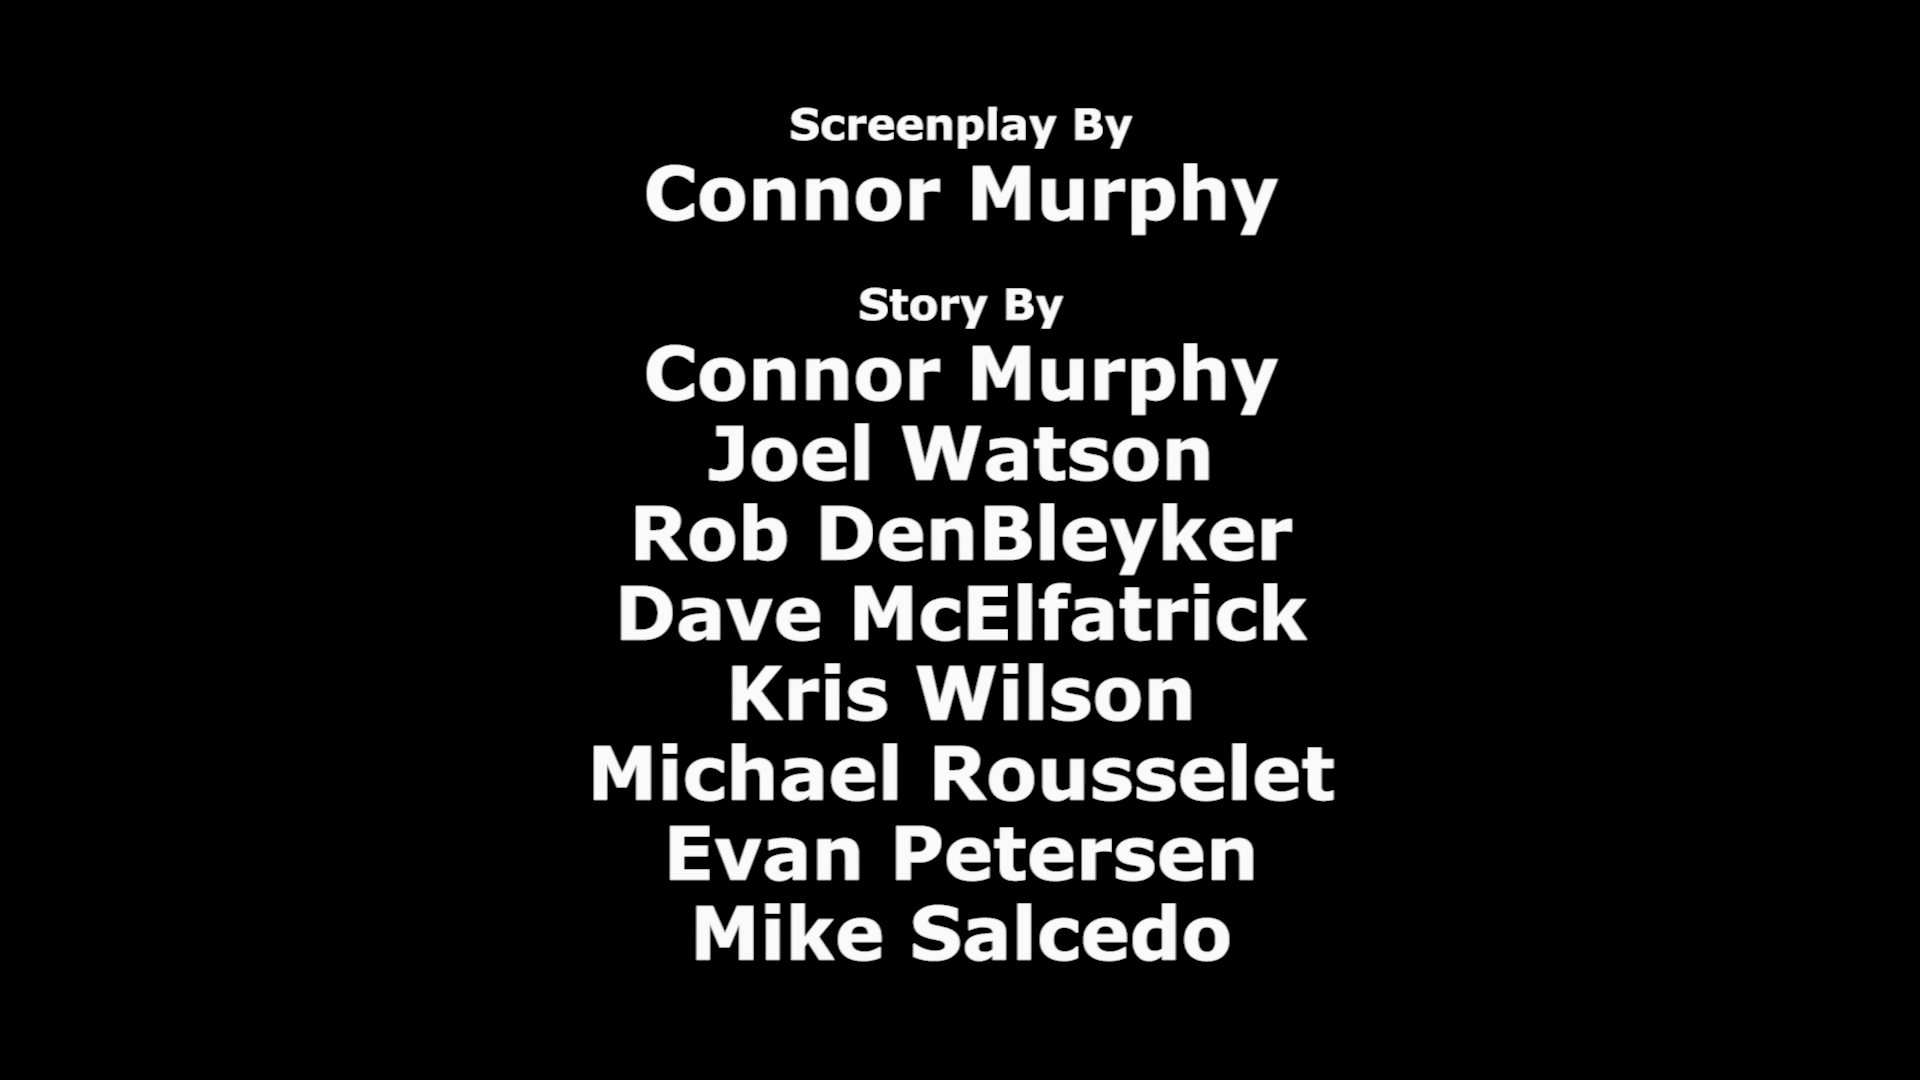 Screenplay By
Connor Murphy
Story By
Connor Murphy
Joel Watson
Rob DenBleyker
Dave McElfatrick
Kris Wilson
Michael Rousselet
Evan Petersen
Mike Salcedo